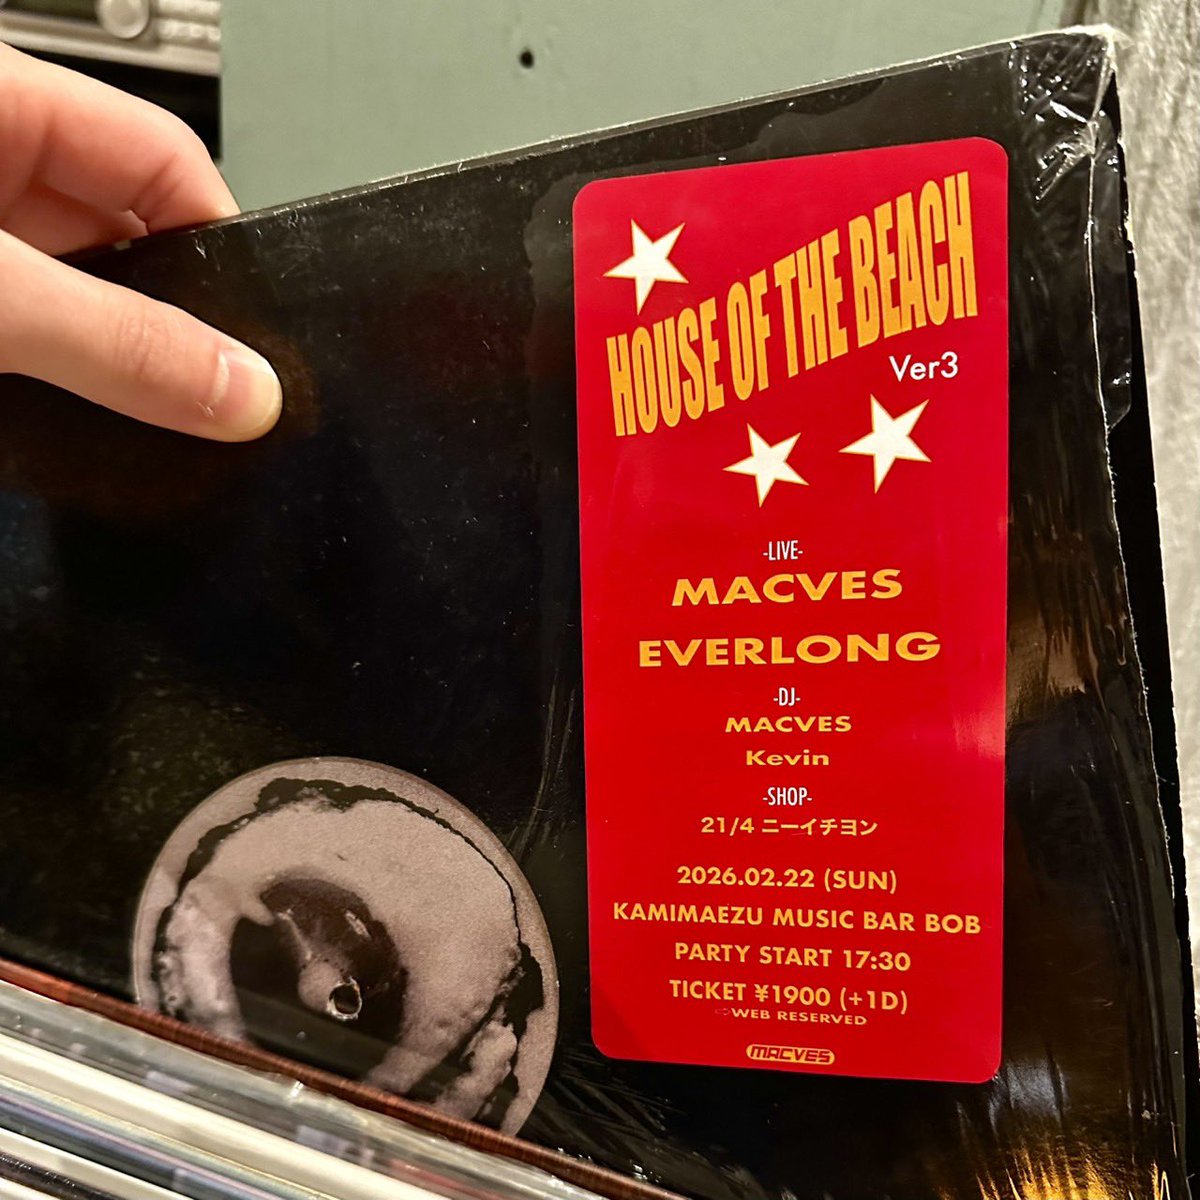 HOUSE OF THE BEACH
Ver3
-LIVE-
MACVES
EVERLONG
-DJ-
MACVES
Kevin
-SHOP-
21/4 ニーイチヨン
2026.02.22 (SUN)
KAMIMAEZU MUSIC BAR BOB
PARTY START 17:30
TICKET ¥1900 (+1D)
⇨WEB RESERVED
MACVES